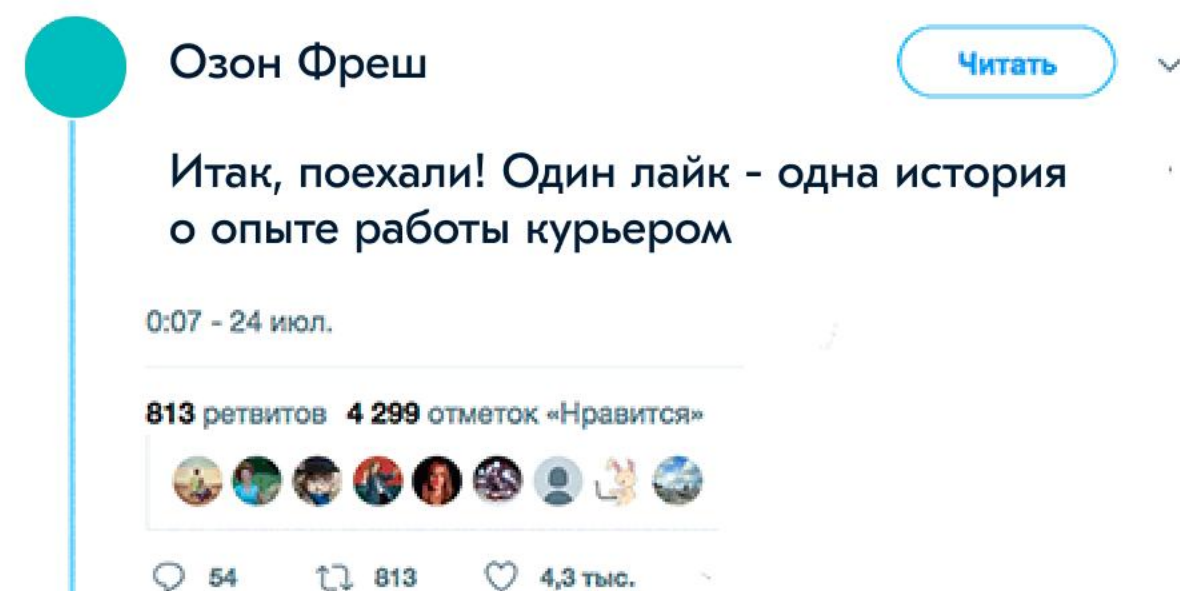 Озон Фреш
Читать
Итак, поехали! Один лайк - одна история
о опыте работы курьером
0:07 - 24 июл.
813 ретвитов 4 299 отметок «Нравится»
54 813 4,3 тыс.